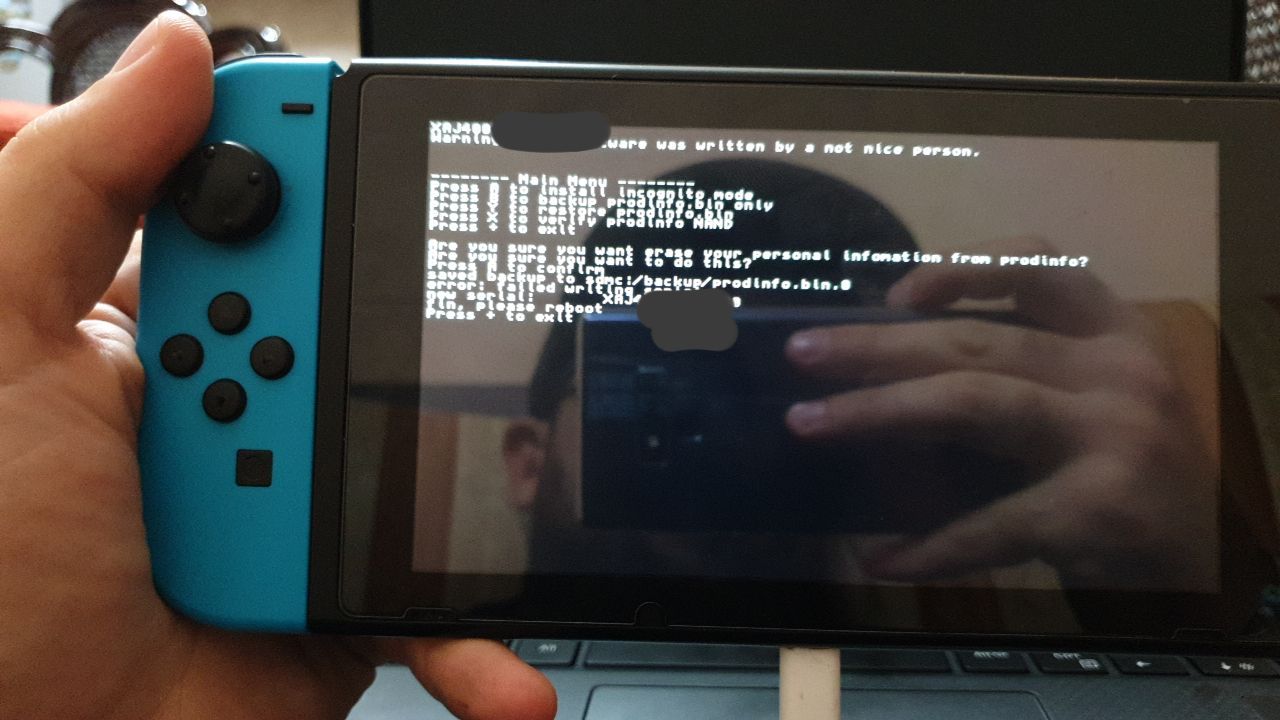 XAJ400
Warnin ware was written by a not nice person.
-------- Main Menu --------
Press A to install incognito mode
Press to backup prodinfo.bin only
Press X to restore prodinfo.bin
Press to verify prodinfo NAND
Press + to exit
Are you sure you want erase your personal infomation from prodinfo?
Are you sure you want to do this?
Press A to confirm
saved backup to sdmc:/backup/prodinfo.bin.0
error: failed writing serial
new serial: XAJ4
fin, please reboot
Press + to exit